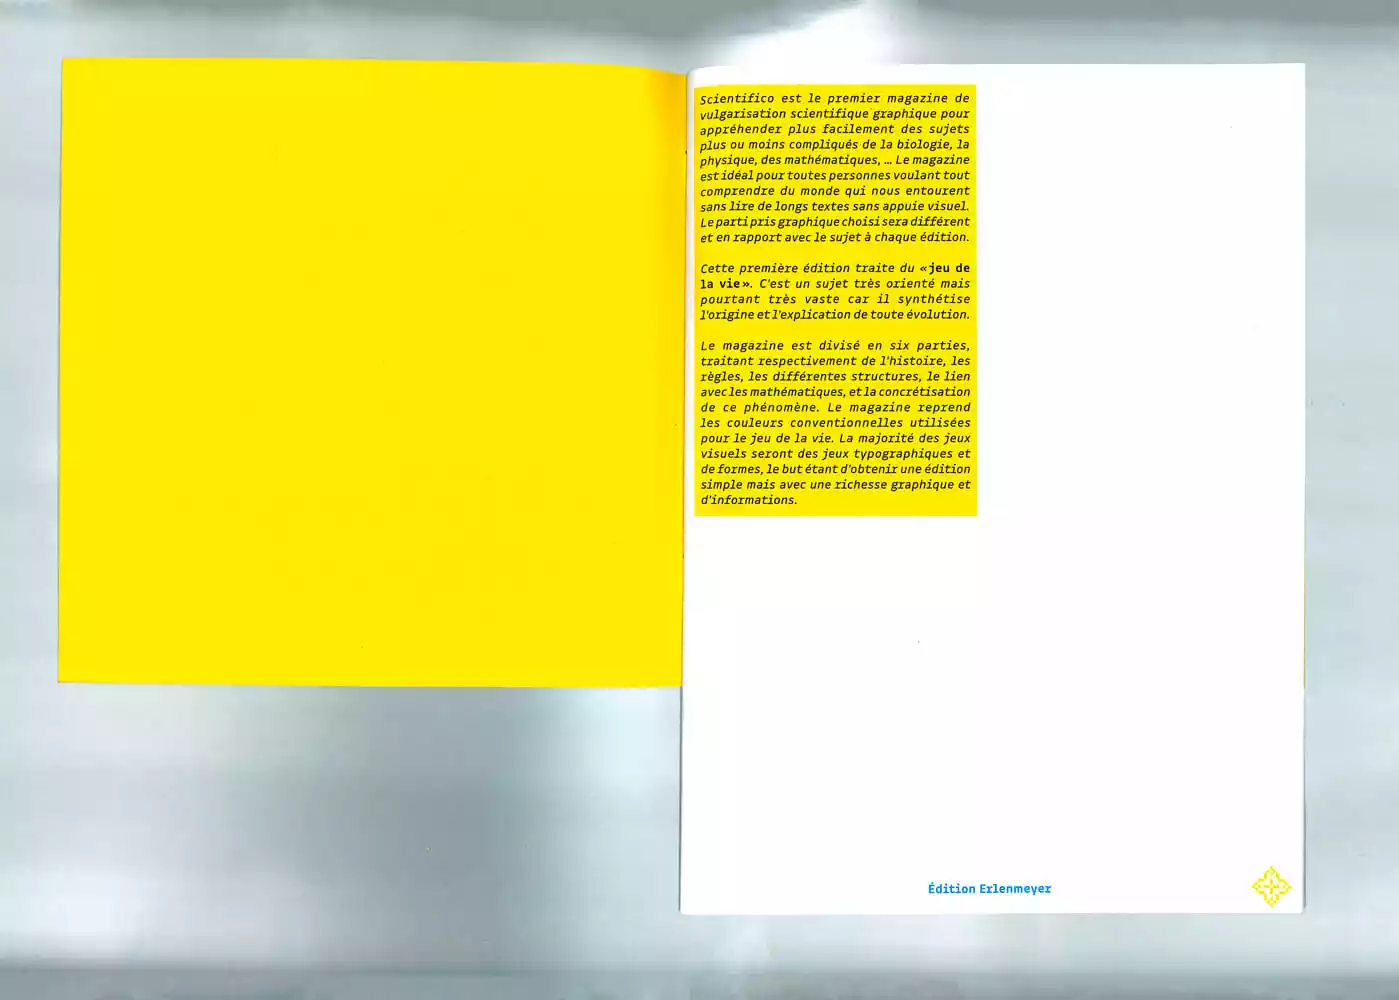 Scientifico est le premier magazine de
vulgarisation scientifique graphique pour
appréhender plus facilement des sujets
plus ou moins compliqués de la biologie, la
physique, des mathématiques, … Le magazine
est idéal pour toutes personnes voulant tout
comprendre du monde qui nous entourent
sans lire de longs textes sans appuie visuel.
Le parti pris graphique choisi sera différent
et en rapport avec le sujet à chaque édition.

Cette première édition traite du «jeu de
la vie». C'est un sujet très orienté mais
pourtant très vaste car il synthétise
l'origine et l'explication de toute évolution.

Le magazine est divisé en six parties,
traitant respectivement de l'histoire, les
règles, les différentes structures, le lien
avec les mathématiques, et la concrétisation
de ce phénomène. Le magazine reprend
les couleurs conventionnelles utilisées
pour le jeu de la vie. La majorité des jeux
visuels seront des jeux typographiques et
de formes, le but étant d'obtenir une édition
simple mais avec une richesse graphique et
d'informations.

Édition Erlenmeyer